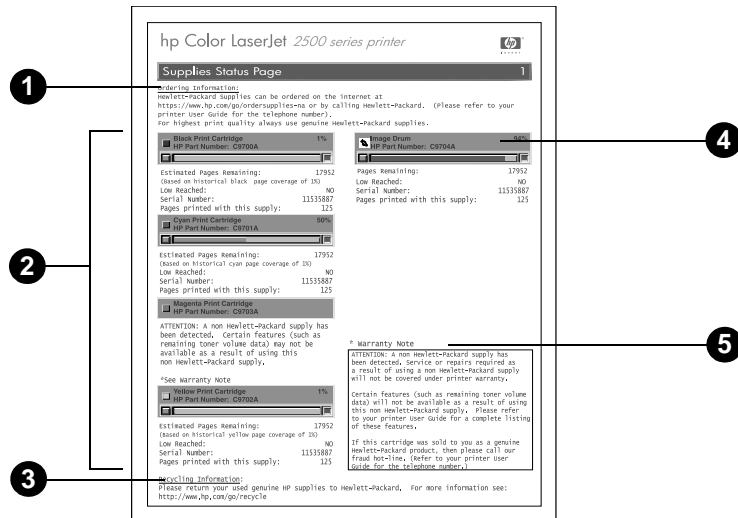 hp Color LaserJet 2500 series printer
hp
invent
Supplies Status Page 1
1
Ordering Information:
Hewlett-Packard Supplies can be ordered on the internet at
https://www.hp.com/go/ordersupplies-na or by calling Hewlett-Packard. (Please refer to your
printer User Guide for the telephone number).
For highest print quality always use genuine Hewlett-Packard supplies.
2
Black Print Cartridge 1%
HP Part Number: C9700A
Estimated Pages Remaining: 17952
(Based on historical black page coverage of 1%)
Low Reached: NO
Serial Number: 11535887
Pages printed with this supply: 125
Cyan Print Cartridge 50%
HP Part Number: C9701A
Estimated Pages Remaining: 17952
(Based on historical cyan page coverage of 1%)
Low Reached: NO
Serial Number: 11535887
Pages printed with this supply: 125
Magenta Print Cartridge
HP Part Number: C9703A
ATTENTION: A non Hewlett-Packard supply has
been detected. Certain features (such as
remaining toner volume data) may not be
available as a result of using this
non Hewlett-Packard supply.
*See Warranty Note
Yellow Print Cartridge 1%
HP Part Number: C9702A
Estimated Pages Remaining: 17952
(Based on historical yellow page coverage of 1%)
Low Reached: NO
Serial Number: 11535887
Pages printed with this supply: 125
4
Image Drum 94%
HP Part Number: C9704A
Pages Remaining: 17952
Low Reached: NO
Serial Number: 11535887
Pages printed with this supply: 125
5
* Warranty Note
ATTENTION: A non Hewlett-Packard supply has
been detected. Service or repairs required as
a result of using a non Hewlett-Packard supply
will not be covered under printer warranty.
Certain features (such as remaining toner volume
data) will not be available as a result of using
this non Hewlett-Packard supply. Please refer
to your printer User Guide for a complete listing
of these features.
If this cartridge was sold to you as a genuine
Hewlett-Packard product, then please call our
fraud hot-line. (Refer to your printer User
Guide for the telephone number.)
3
Recycling Information:
Please return your used genuine HP supplies to Hewlett-Packard. For more information see:
http://www.hp.com/go/recycle